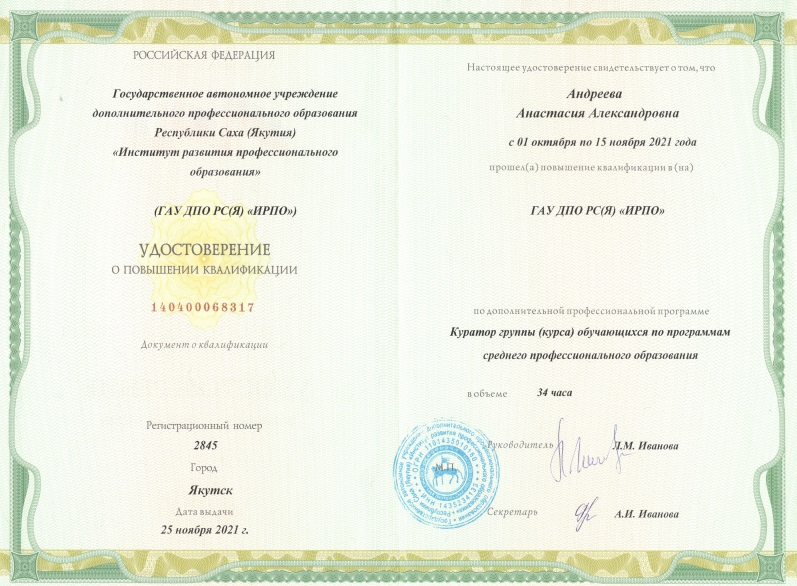 РОССИЙСКАЯ ФЕДЕРАЦИЯ
Государственное автономное учреждение
дополнительного профессионального образования
Республики Саха (Якутия)
«Институт развития профессионального
образования»
(ГАУ ДПО РС(Я) «ИРПО»)
УДОСТОВЕРЕНИЕ
О ПОВЫШЕНИИ КВАЛИФИКАЦИИ
140400068317
Документ о квалификации
Регистрационный номер
2845
Город
Якутск
Дата выдачи
25 ноября 2021 г.
Настоящее удостоверение свидетельствует о том, что
Андреева
Анастасия Александровна
с 01 октября по 15 ноября 2021 года
прошел(а) повышение квалификации в (на)
ГАУ ДПО РС(Я) «ИРПО»
по дополнительной профессиональной программе
Куратор группы (курса) обучающихся по программам
среднего профессионального образования
в объеме 34 часа
Руководитель Л.М. Иванова
М.П.
Секретарь А.И. Иванова